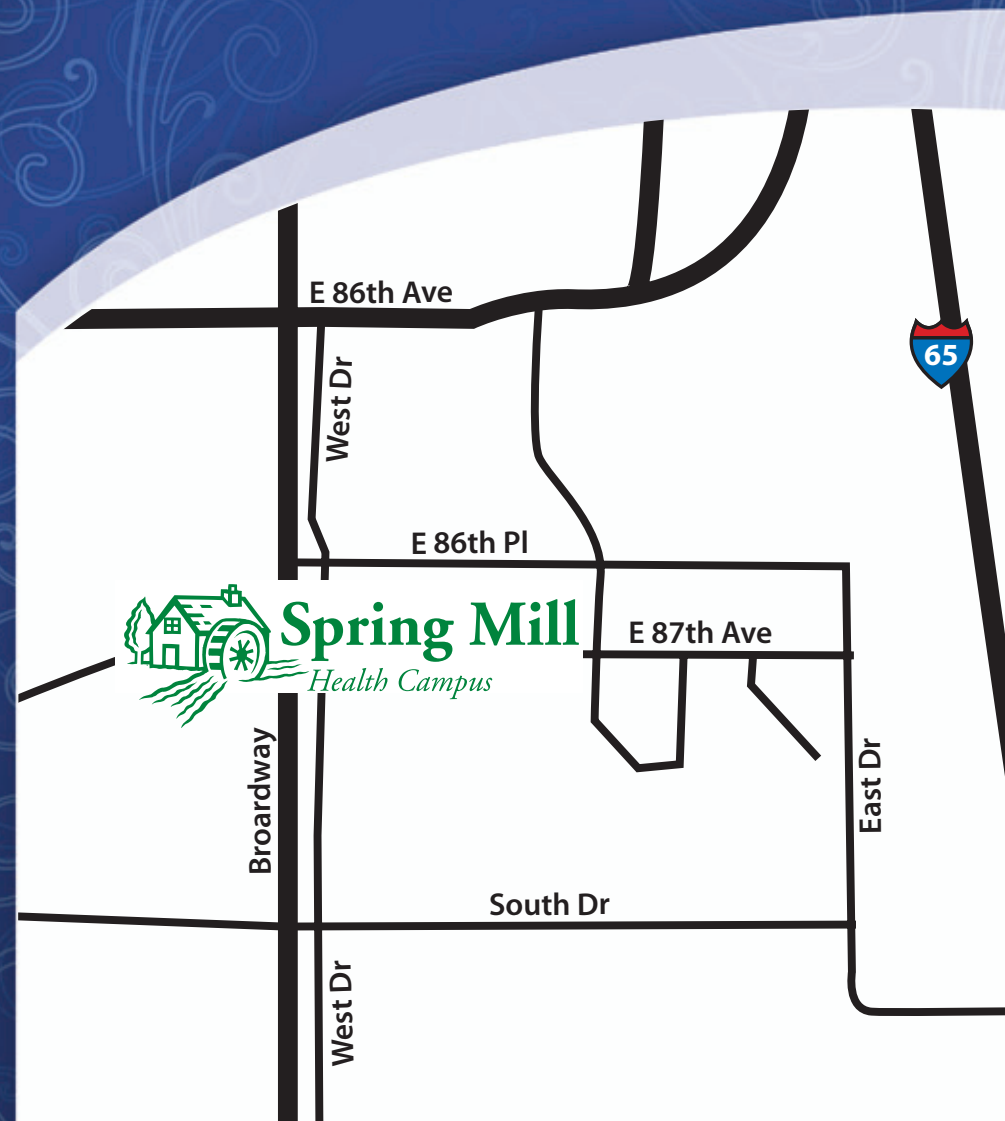 E 86th Ave
West Dr
65
E 86th Pl
Spring Mill
Health Campus
E 87th Ave
Broardway
East Dr
South Dr
West Dr